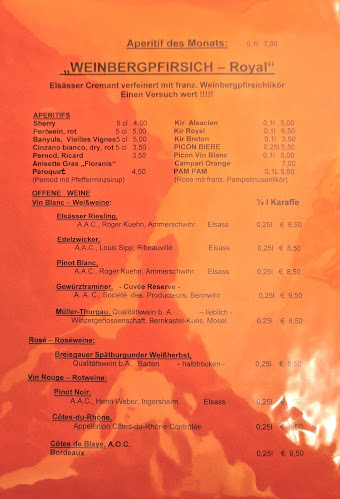 Aperitif des Monats: 0,1l 7,00
„WEINBERGPFIRSICH – Royal“
Elsässer Cremant verfeinert mit franz. Weinbergpfirsichlikör
Einen Versuch wert !!!!!
APERITIFS
Sherry 5 cl 4,00 Kir Alsacien 0,1l 5,00
Portwein, rot 5 cl 5,00 Kir Royal 0,1l 6,50
Banyuls, Vieilles Vignes 5 cl 5,00 Kir Breton 0,1l 5,50
Cinzano bianco, dry, rot 5 cl 3,50 PICON BIERE 0,25l 5,50
Pernod, Ricard 3,50 Picon Vin Blanc 0,1l 5,00
Anisette Gras „Floranis“ Campari Orange 7,00
Péroquet 4,50 PAM PAM 0,1L 5,50
(Pernod mit Pfefferminzsirup) (Rose mit franz. Pampelmusenlikör)
OFFENE WEINE
Vin Blanc – Weißweine: ¼ l Karaffe
Elsässer Riesling,
A.A.C., Roger Kuehn, Ammerschwihr Elsass 0,25l € 8,50
Edelzwicker,
A.A.C., Louis Sipp, Ribeauvillé Elsass 0,25l € 8,50
Pinot Blanc,
A.A.C., Roger Kuehn, Ammerschwihr Elsass 0,25l € 8,50
Gewürztraminer, - Cuvée Réserve -
A. A. C., Société des. Producteurs, Bennwihr 0,25l € 9,50
Müller-Thurgau, Qualitätswein b. A. – lieblich -
Winzergenossenschaft, Bernkastel-Kues, Mosel 0,25l € 8,50
Rosé – Roséweine:
Breisgauer Spätburgunder Weißherbst,
Qualitätswein b.A. Baden - halbtrocken - 0,25l € 8,50
Vin Rouge – Rotweine:
Pinot Noir,
A.A.C., Henri Weber, Ingersheim Elsass 0,25l €
Côtes-du-Rhône,
Appellation Côtes-du-Rhône Contrôlée 0,25l €
Côtes de Blaye, A.O.C.
Bordeaux 0,25l € 9,50